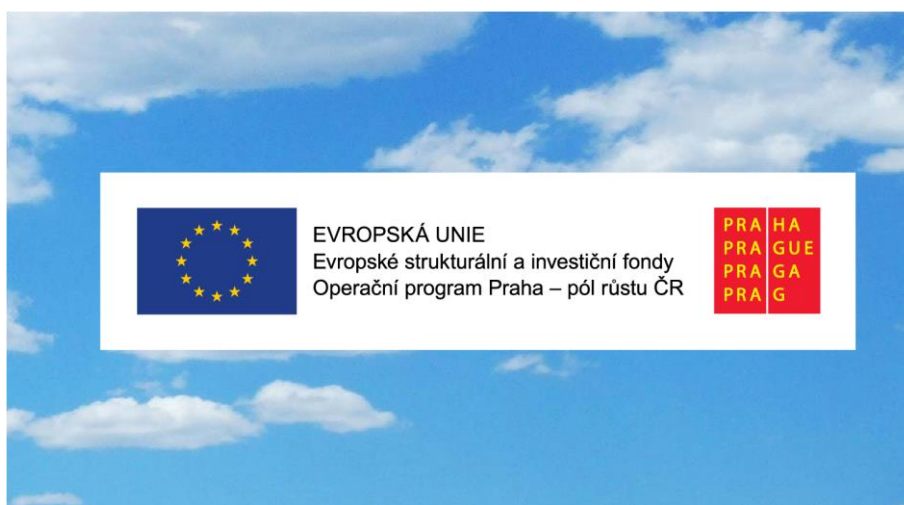 EVROPSKÁ UNIE
Evropské strukturální a investiční fondy
Operační program Praha – pól růstu ČR
PRAHA
PRAGUE
PRAGA
PRAG